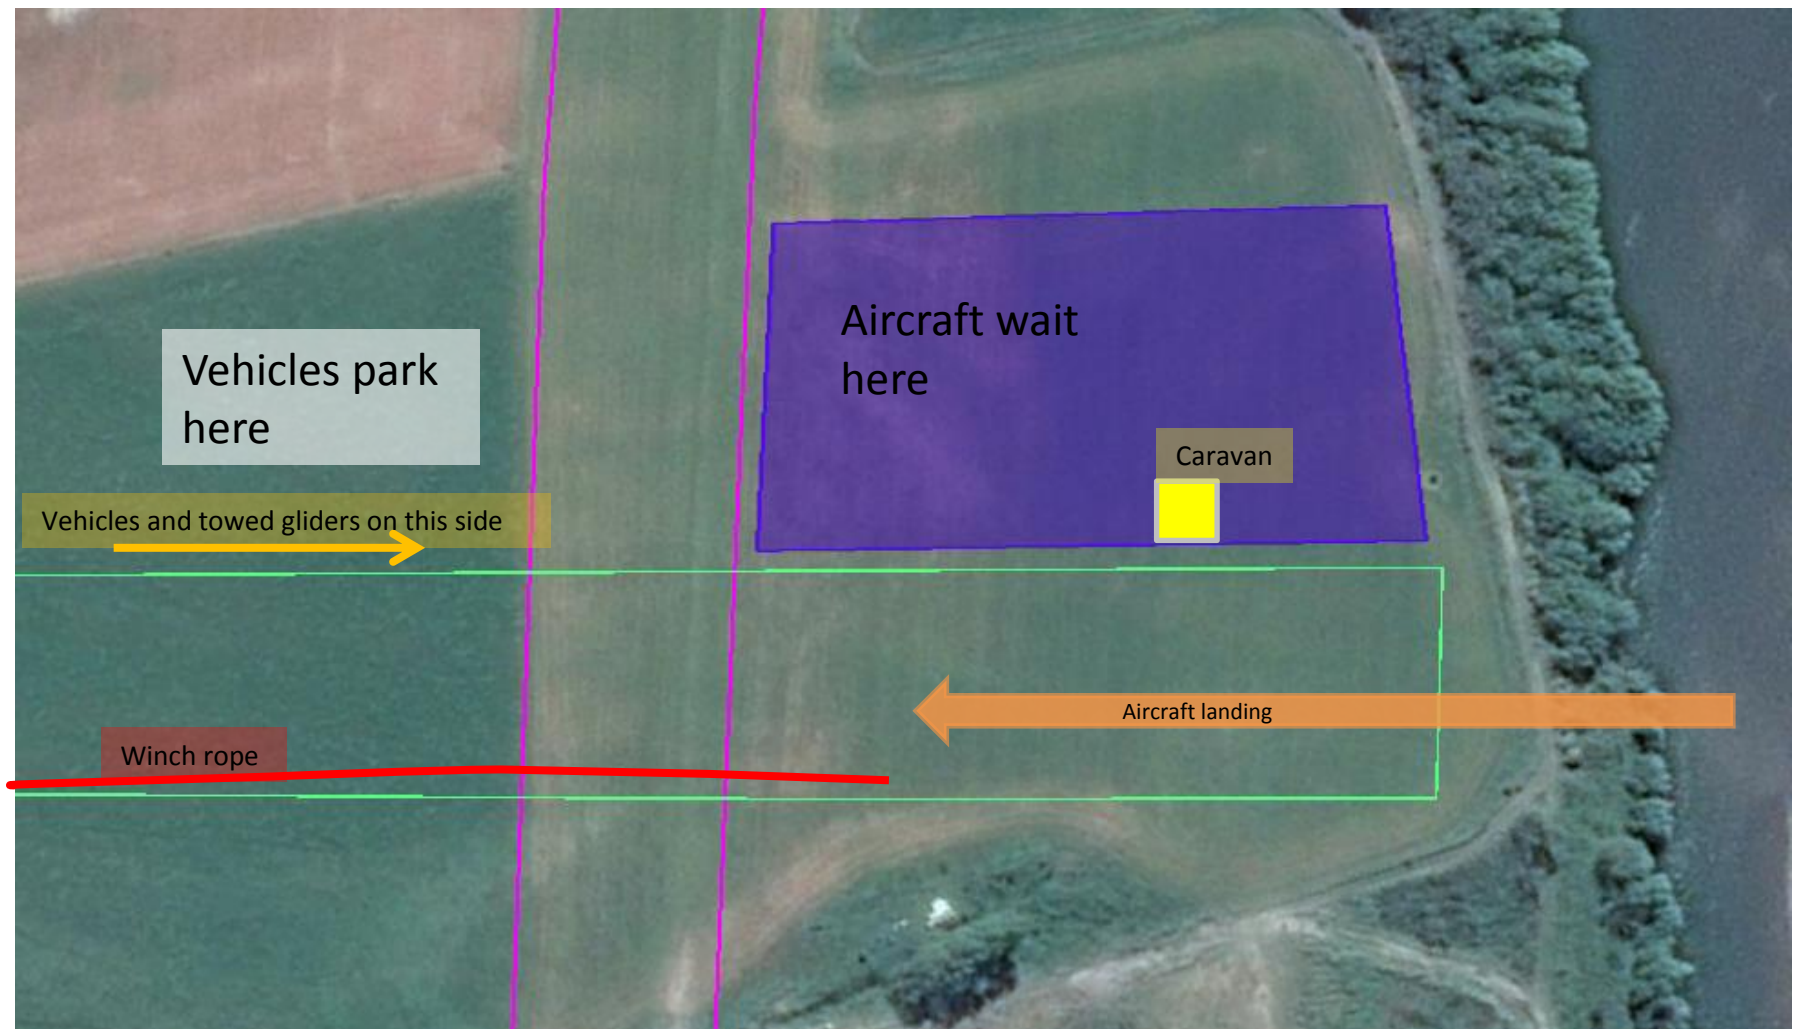 Aircraft wait
here
Vehicles park
here
Caravan
Vehicles and towed gliders on this side
Aircraft landing
Winch rope